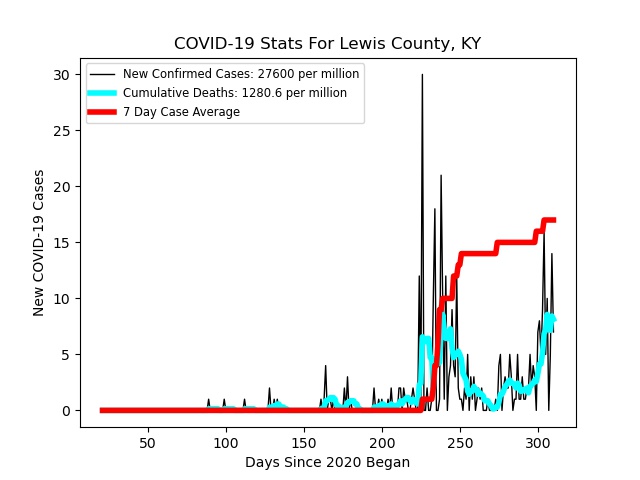 COVID-19 Stats For Lewis County, KY
New Confirmed Cases: 27600 per million
Cumulative Deaths: 1280.6 per million
7 Day Case Average
New COVID-19 Cases
30
25
20
15
10
5
0
50 100 150 200 250 300
Days Since 2020 Began